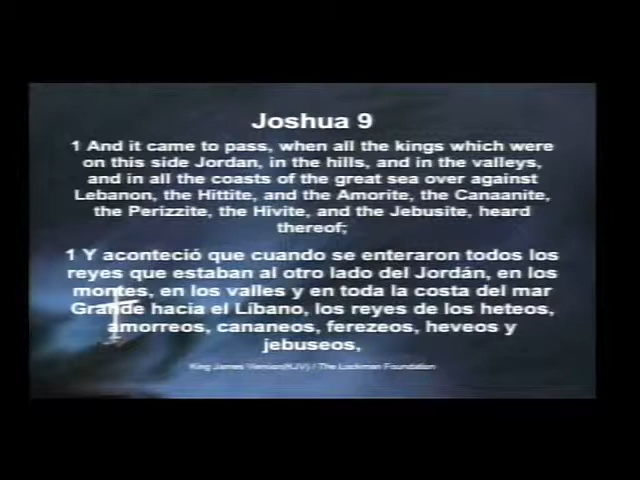 Joshua 9
1 And it came to pass, when all the kings which were
on this side Jordan, in the hills, and in the valleys,
and in all the coasts of the great sea over against
Lebanon, the Hittite, and the Amorite, the Canaanite,
the Perizzite, the Hivite, and the Jebusite, heard
thereof;
1 Y aconteció que cuando se enteraron todos los
reyes que estaban al otro lado del Jordán, en los
montes, en los valles y en toda la costa del mar
Grande hacia el Líbano, los reyes de los heteos,
amorreos, cananeos, ferezeos, heveos y
jebuseos,
King James Version(KJV) / The Lockman Foundation